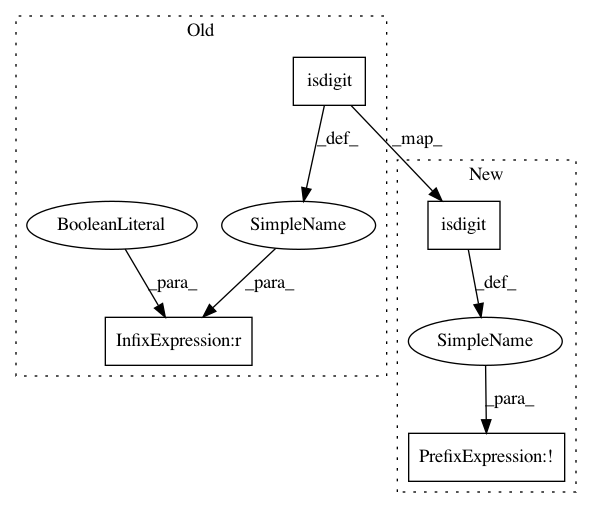 Old
isdigit
_def_
_map_
New
BooleanLiteral
SimpleName
isdigit
_para_
_para_
_def_
InfixExpression:r
SimpleName
_para_
PrefixExpression:!